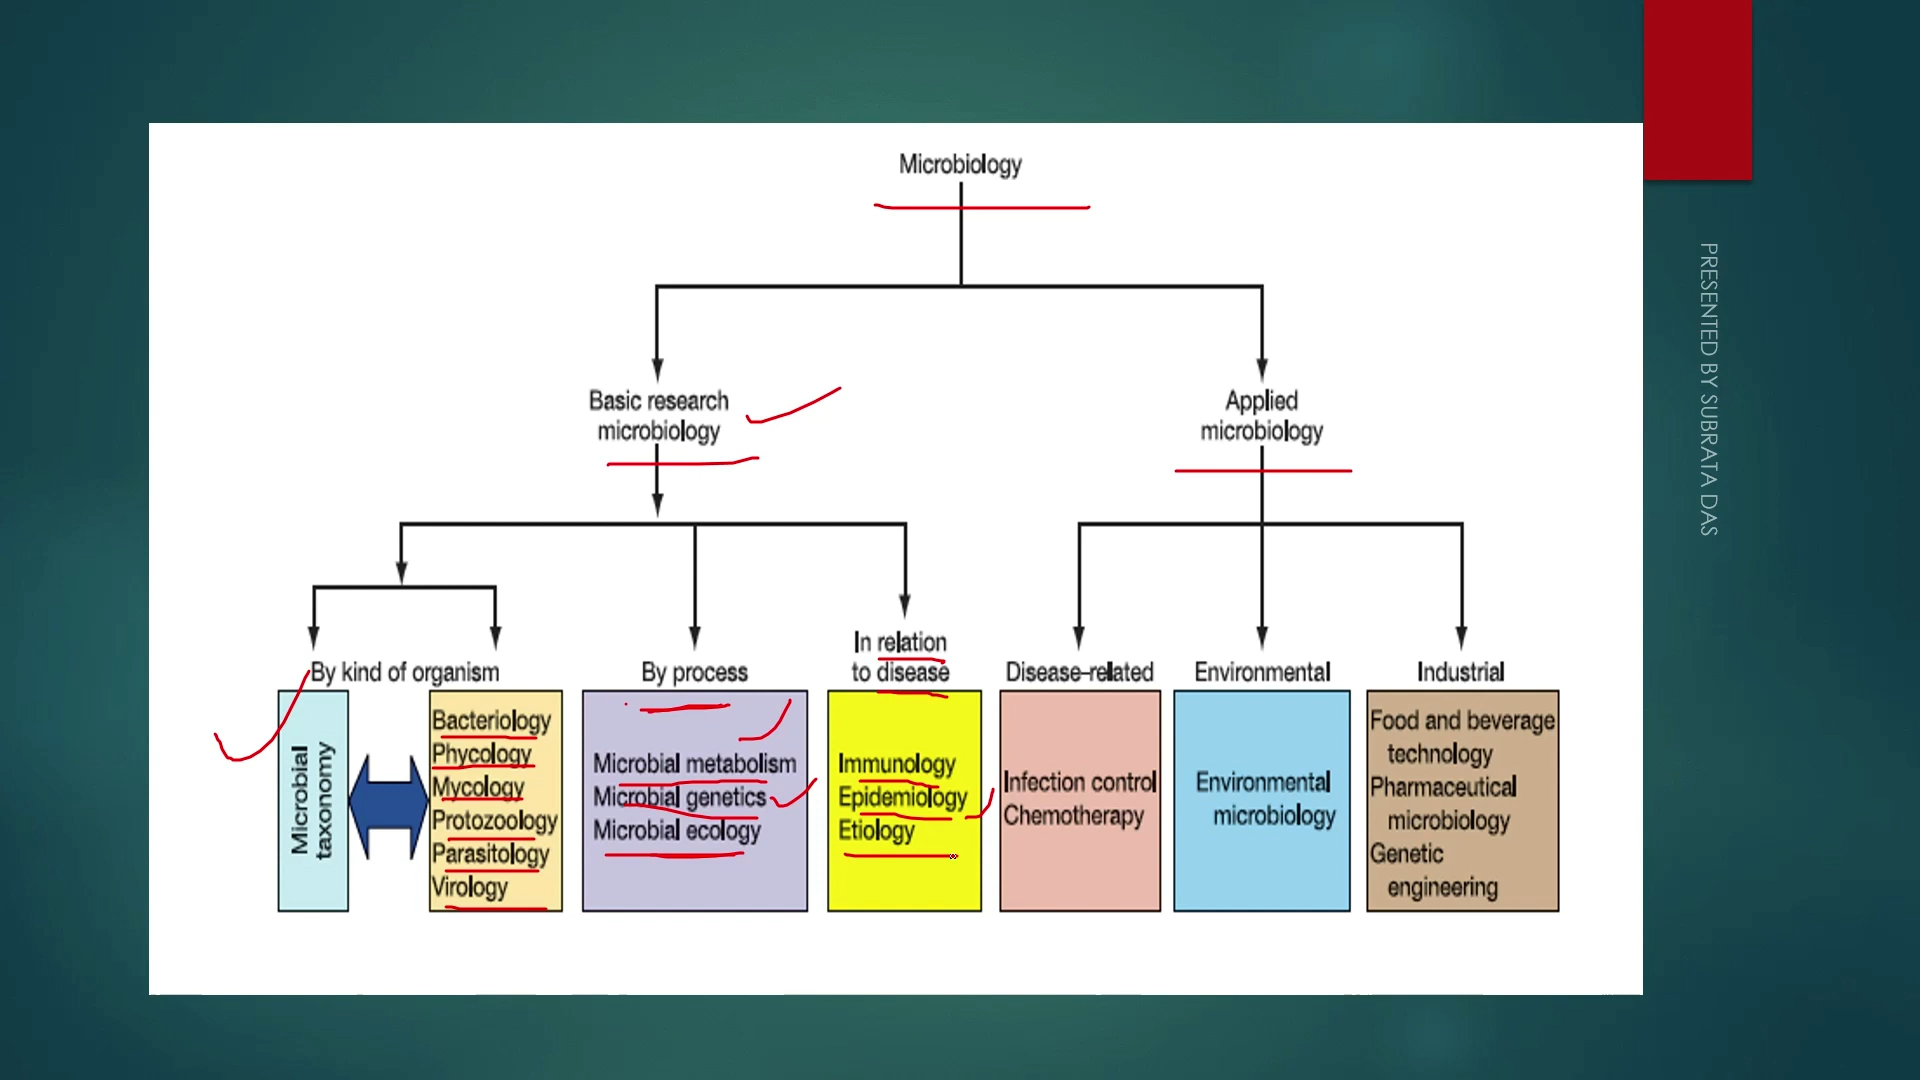 Microbiology
Basic research
microbiology
Applied
microbiology
By kind of organism
Microbial
taxonomy
Bacteriology
Phycology
Mycology
Protozoology
Parasitology
Virology
By process
Microbial metabolism
Microbial genetics
Microbial ecology
In relation
to disease
Immunology
Epidemiology
Etiology
Disease-related
Infection control
Chemotherapy
Environmental
Environmental
microbiology
Industrial
Food and beverage
technology
Pharmaceutical
microbiology
Genetic
engineering
PRESENTED BY SUBRATA DAS